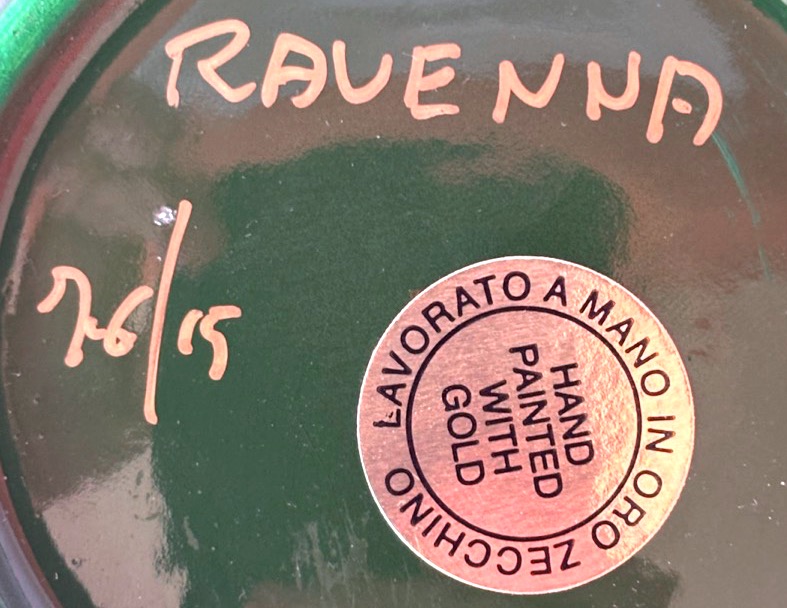 RAVENNA
76/15
LAVORATO A MANO IN ORO ZECCHINO
HAND
PAINTED
WITH
GOLD